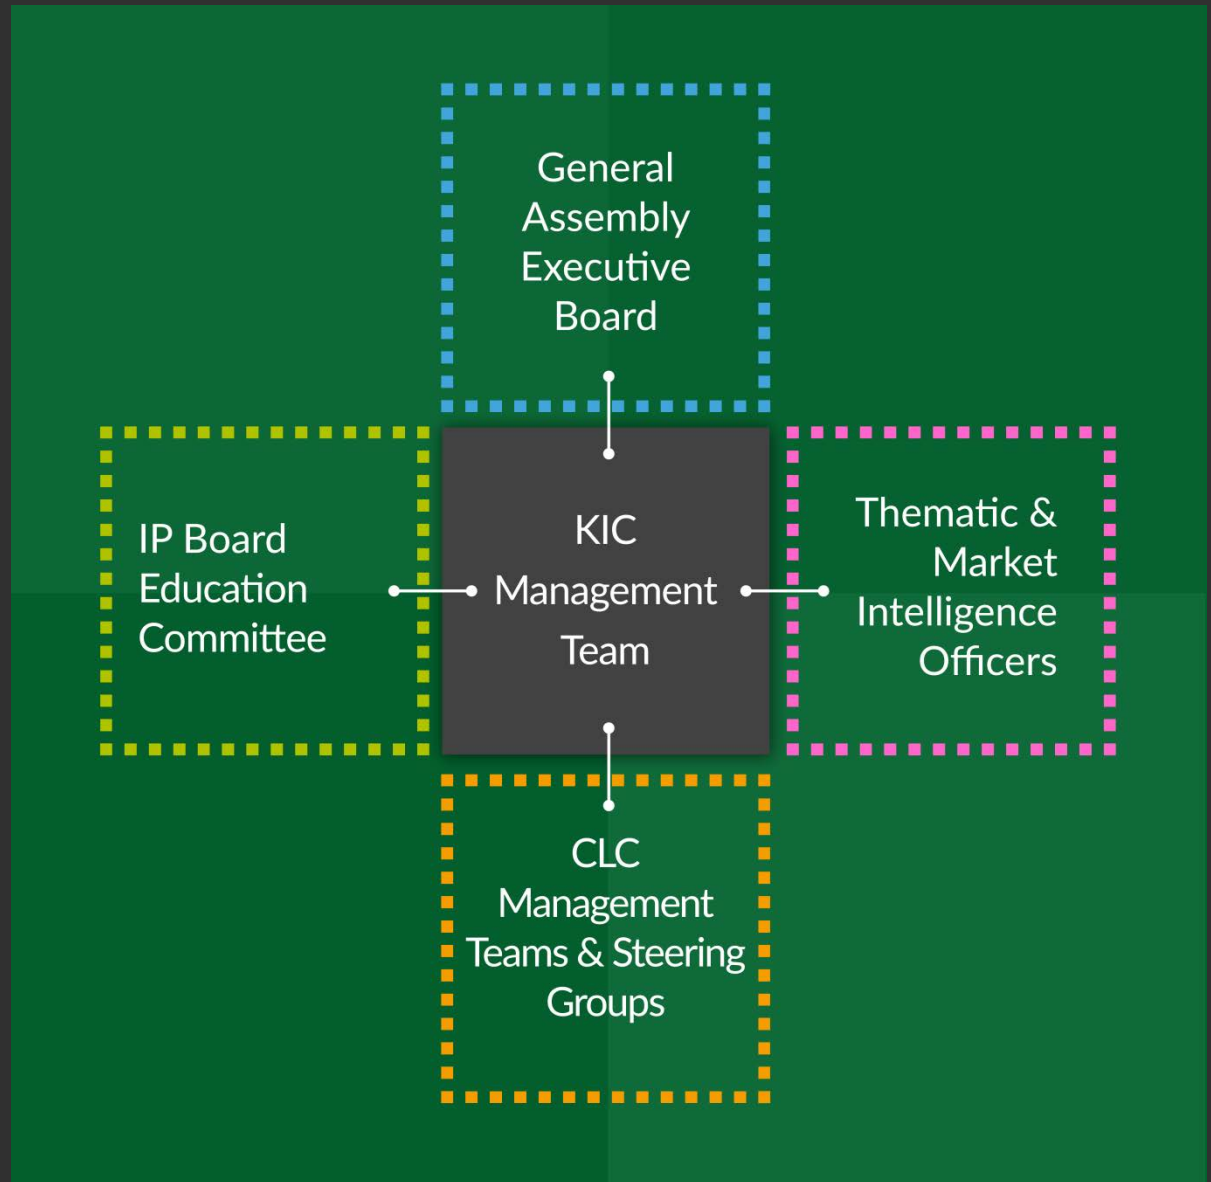 General
Assembly
Executive
Board
IP Board
Education
Committee
KIC
Management
Team
Thematic &
Market
Intelligence
Officers
CLC
Management
Teams & Steering
Groups